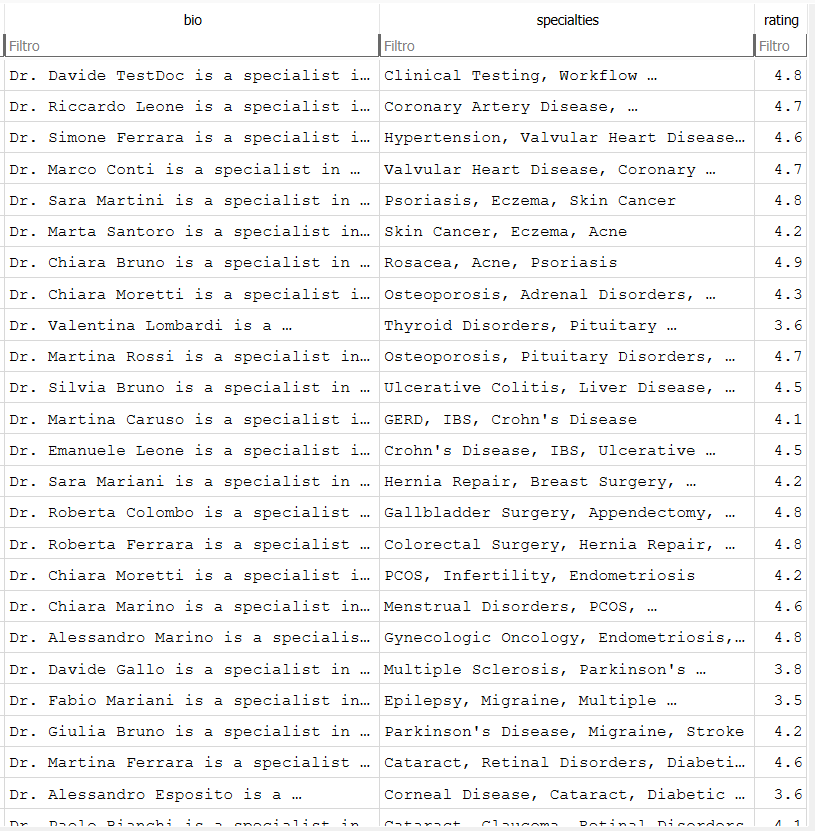 bio specialties rating
Filtro Filtro Filtro
Dr. Davide TestDoc is a specialist i… Clinical Testing, Workflow … 4.8
Dr. Riccardo Leone is a specialist i… Coronary Artery Disease, … 4.7
Dr. Simone Ferrara is a specialist i… Hypertension, Valvular Heart Disease… 4.6
Dr. Marco Conti is a specialist in … Valvular Heart Disease, Coronary … 4.7
Dr. Sara Martini is a specialist in … Psoriasis, Eczema, Skin Cancer 4.8
Dr. Marta Santoro is a specialist in… Skin Cancer, Eczema, Acne 4.2
Dr. Chiara Bruno is a specialist in … Rosacea, Acne, Psoriasis 4.9
Dr. Chiara Moretti is a specialist i… Osteoporosis, Adrenal Disorders, … 4.3
Dr. Valentina Lombardi is a … Thyroid Disorders, Pituitary … 3.6
Dr. Martina Rossi is a specialist in… Osteoporosis, Pituitary Disorders, … 4.7
Dr. Silvia Bruno is a specialist in … Ulcerative Colitis, Liver Disease, … 4.5
Dr. Martina Caruso is a specialist i… GERD, IBS, Crohn's Disease 4.1
Dr. Emanuele Leone is a specialist i… Crohn's Disease, IBS, Ulcerative … 4.5
Dr. Sara Mariani is a specialist in … Hernia Repair, Breast Surgery, … 4.2
Dr. Roberta Colombo is a specialist … Gallbladder Surgery, Appendectomy, … 4.8
Dr. Roberta Ferrara is a specialist … Colorectal Surgery, Hernia Repair, … 4.8
Dr. Chiara Moretti is a specialist i… PCOS, Infertility, Endometriosis 4.2
Dr. Chiara Marino is a specialist in… Menstrual Disorders, PCOS, … 4.6
Dr. Alessandro Marino is a specialis… Gynecologic Oncology, Endometriosis,… 4.8
Dr. Davide Gallo is a specialist in … Multiple Sclerosis, Parkinson's … 3.8
Dr. Fabio Mariani is a specialist in… Epilepsy, Migraine, Multiple … 3.5
Dr. Giulia Bruno is a specialist in … Parkinson's Disease, Migraine, Stroke 4.2
Dr. Martina Ferrara is a specialist … Cataract, Retinal Disorders, Diabeti… 4.6
Dr. Alessandro Esposito is a … Corneal Disease, Cataract, Diabetic … 3.6
Dr. Paolo Bianchi is a specialist in Cataract, Glaucoma, Retinal Disorders 4.1